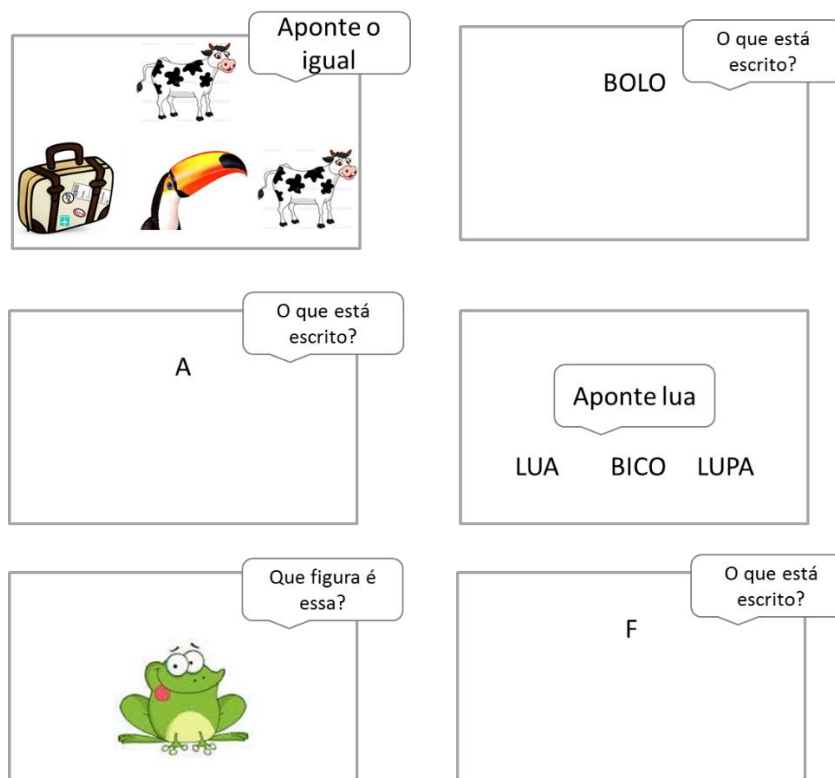 Aponte o
igual
O que está
escrito?
BOLO
O que está
escrito?
A
Aponte lua
LUA BICO LUPA
Que figura é
essa?
O que está
escrito?
F